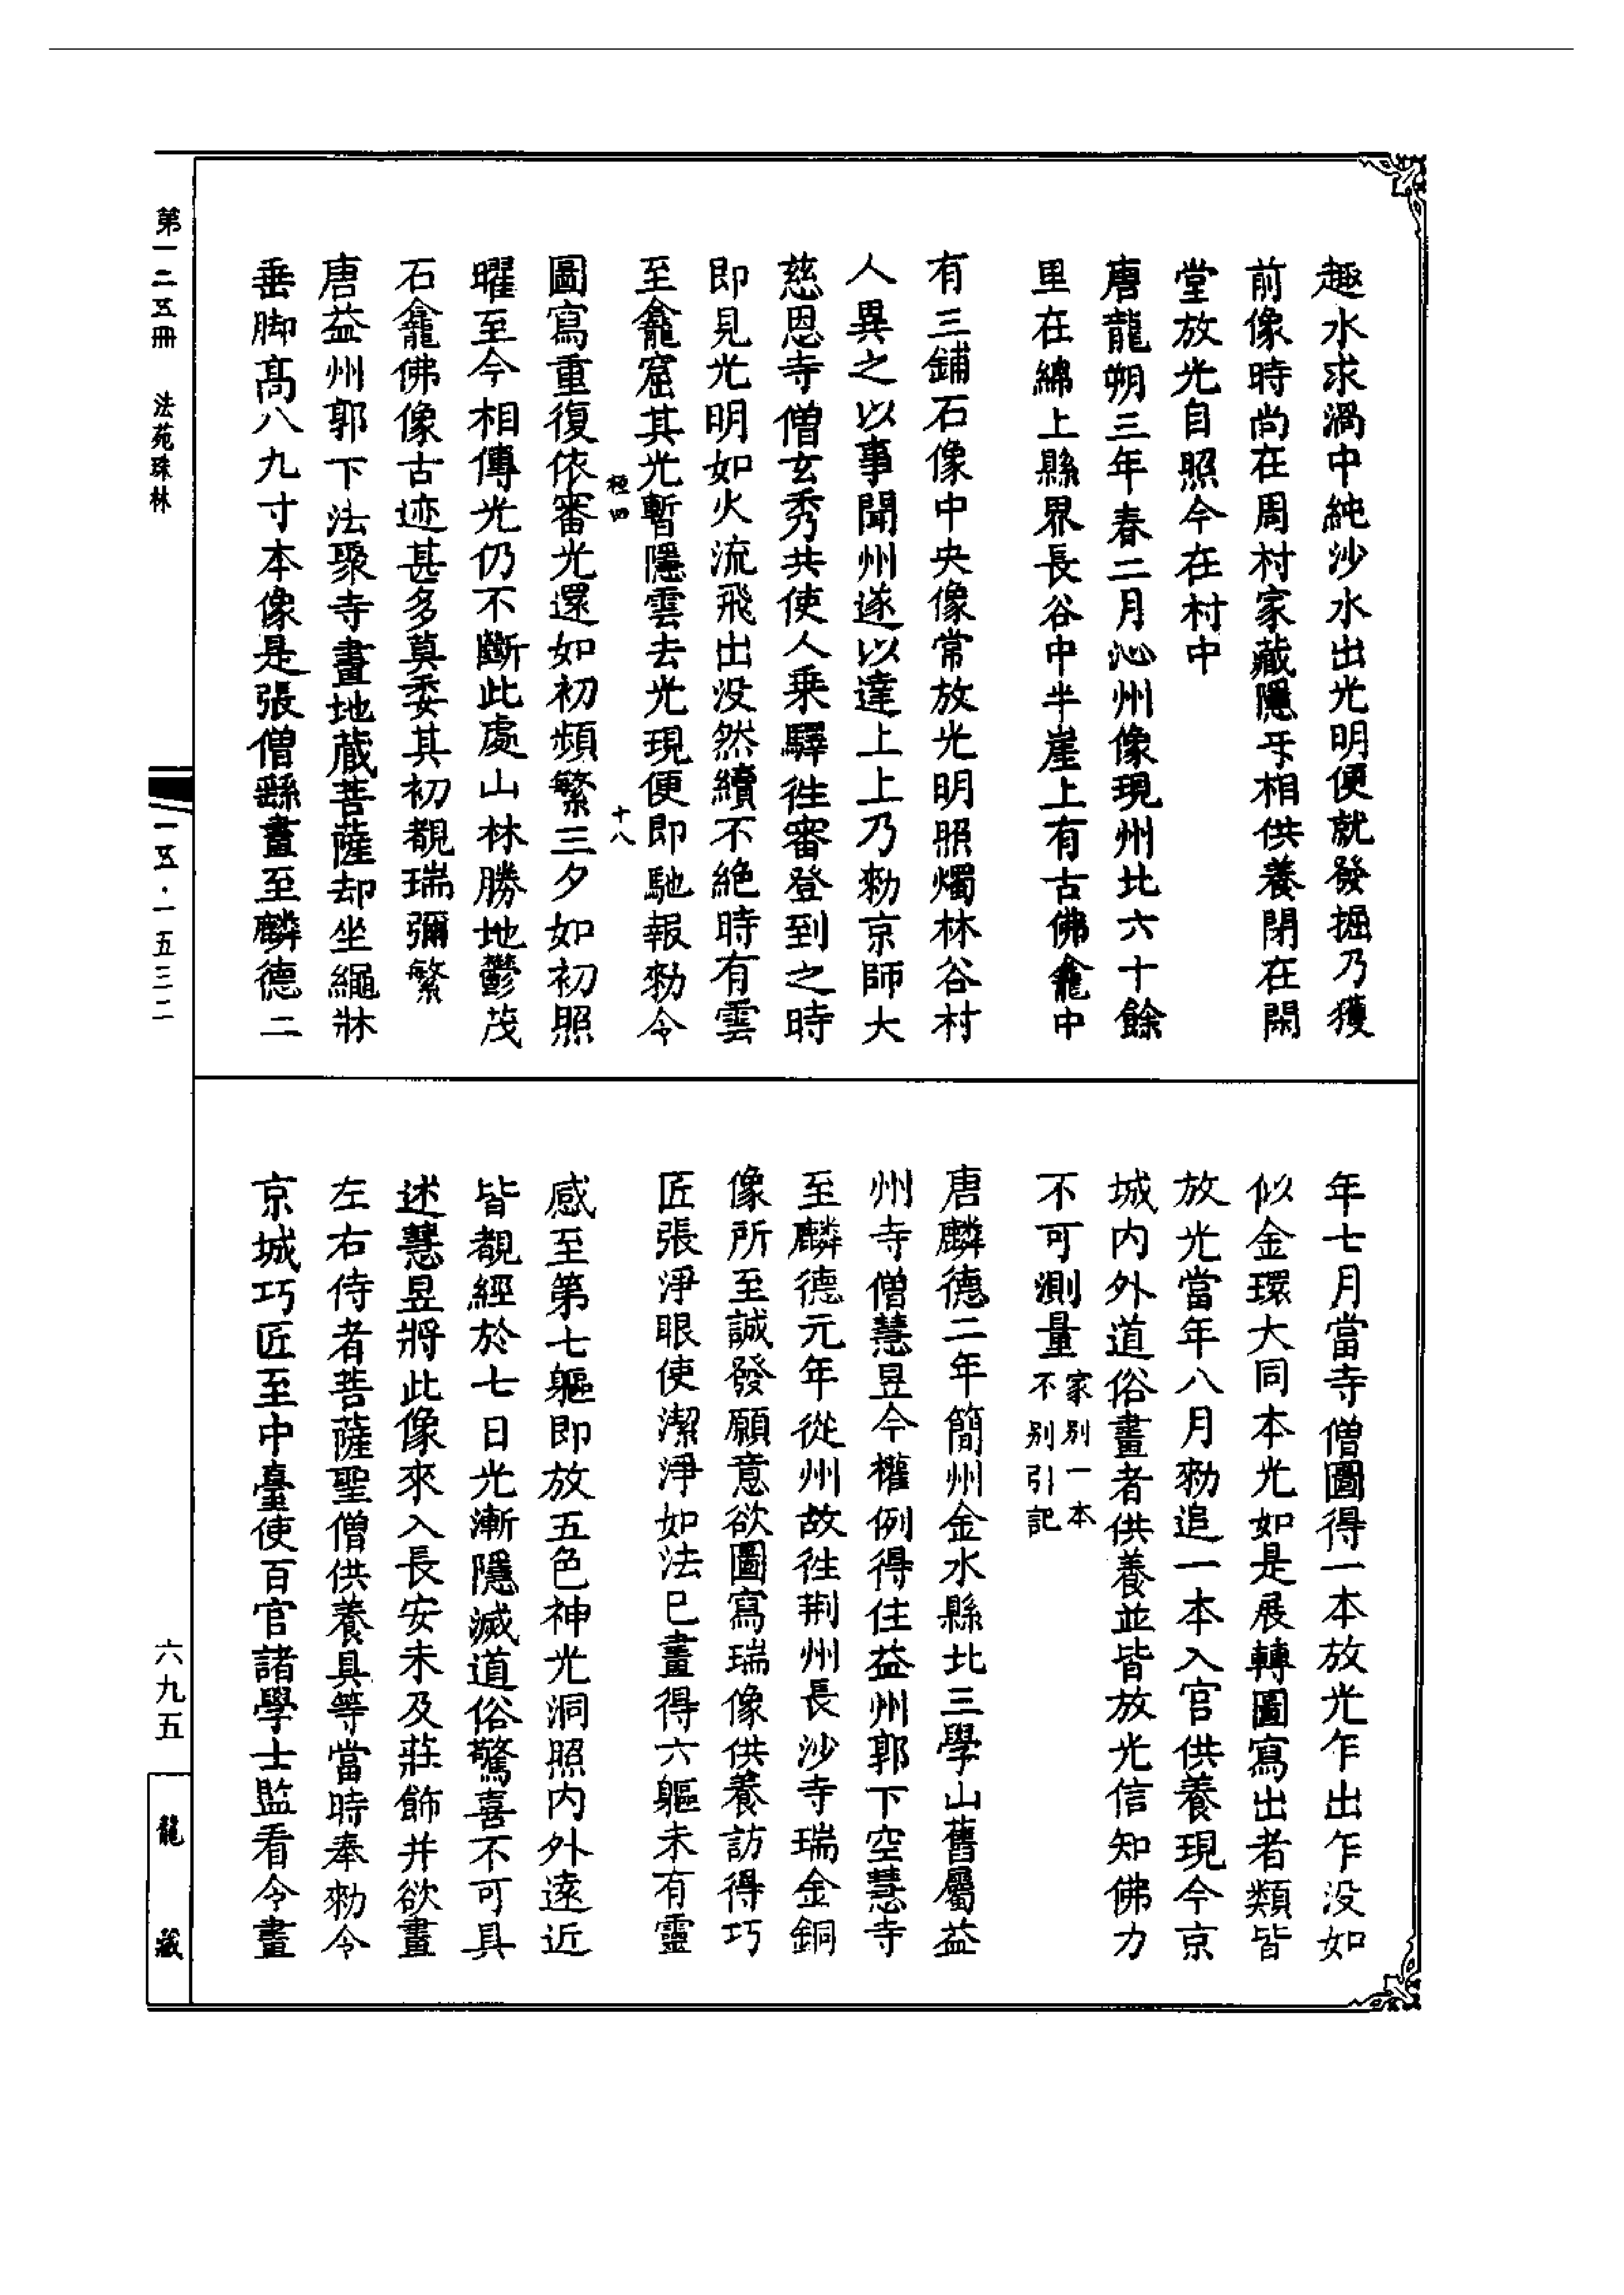 趣水求渦中純沙水出光明便就發掘乃獲
前像時尚在周村家藏隱互相供養閉在閑
堂放光自照今在村中
唐龍朔三年春二月沁州像現州北六十餘
里在綿上縣界長谷中半崖上有古佛龕中
有三鋪石像中央像常放光明照燭林谷村
人異之以事聞州遂以達上上乃勑京師大
慈恩寺僧玄秀共使人乗驛徃審登到之時
即見光明如火流飛出没然續不絶時有雲
至龕窟其光暫隱雲去光現便即馳報勑令
極四
十八
圖寫重復依審光還如初頻繁三夕如初照
曜至今相傳光仍不斷此處山林勝地鬱茂
石龕佛像古迹甚多莫委其初覩瑞彌繁
唐益州郭下法聚寺畫地藏菩薩却坐繩牀
垂脚髙八九寸本像是張僧繇畫至麟德二
年七月當寺僧圖得一本放光乍出乍没如
似金環大同本光如是展轉圖寫出者類皆
放光當年八月勑追一本入官供養現今京
城内外道俗畫者供養並皆放光信知佛力
不可測量
家別一本
不別引記
唐麟德二年簡州金水縣北三學山舊屬益
州寺僧慧昱今權例得住益州郭下空慧寺
至麟德元年從州故徃荆州長沙寺瑞金銅
像所至誠發願意欲圖寫瑞像供養訪得巧
匠張淨眼使潔淨如法已畫得六軀未有靈
感至第七軀即放五色神光洞照内外遠近
皆覩經於七日光漸隱滅道俗驚喜不可具
述慧昱將此像來入長安未及莊飾并欲畫
左右侍者菩薩聖僧供養具等當時奉勑令
京城巧匠至中臺使百官諸學士監看令畫
第一二五冊 法苑珠林
一五·一五三二
六九五
龍藏